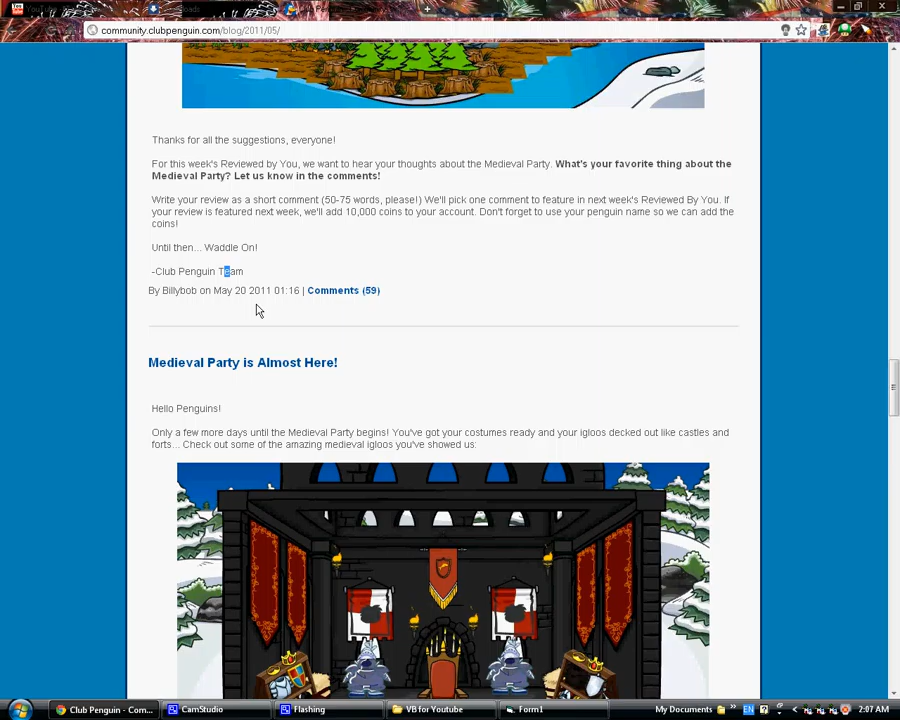 community.clubpenguin.com/blog/2011/05/
Thanks for all the suggestions, everyone!
For this week's Reviewed by You, we want to hear your thoughts about the Medieval Party. What's your favorite thing about the
Medieval Party? Let us know in the comments!
Write your review as a short comment (50-75 words, please!) We'll pick one comment to feature in next week's Reviewed By You. If
your review is featured next week, we'll add 10,000 coins to your account. Don't forget to use your penguin name so we can add the
coins!
Until then... Waddle On!
-Club Penguin Team
By Billybob on May 20 2011 01:16 | Comments (59)
Medieval Party is Almost Here!
Hello Penguins!
Only a few more days until the Medieval Party begins! You've got your costumes ready and your igloos decked out like castles and
forts... Check out some of the amazing medieval igloos you've showed us:
Club Penguin - Com...
CamStudio
Flashing
VB for Youtube
Form1
My Documents
EN
2:07 AM